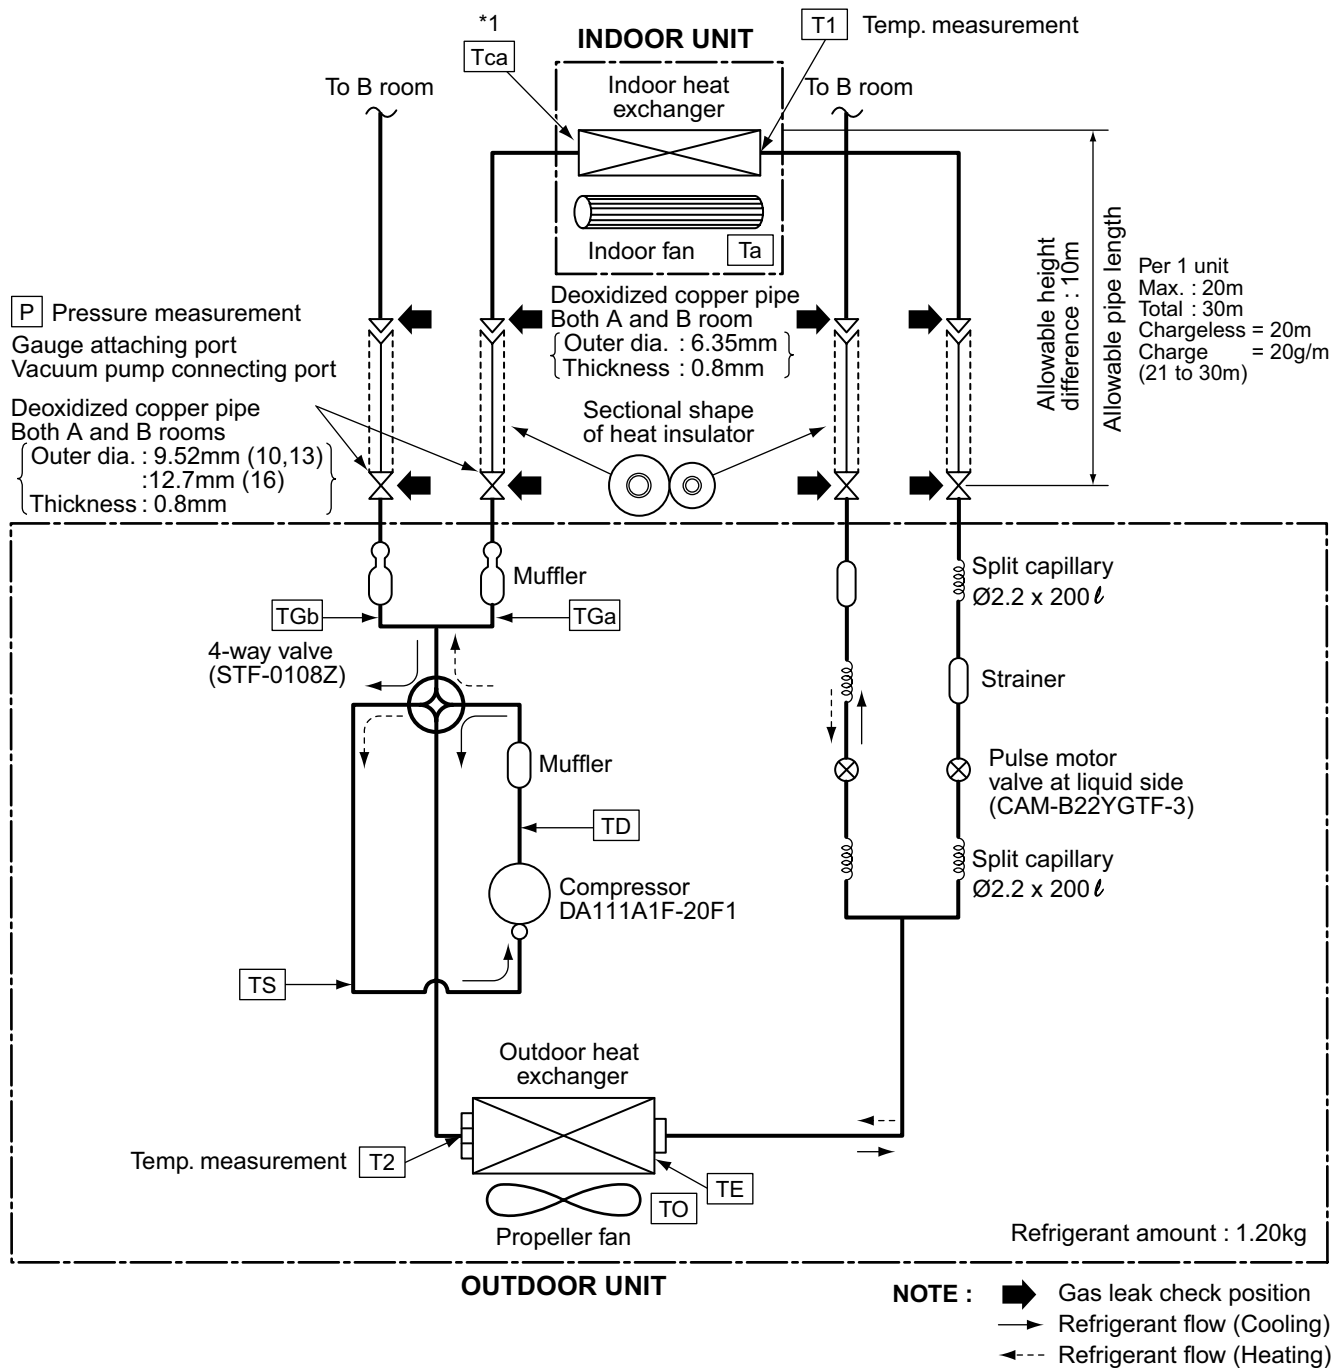 *1
Tca
INDOOR UNIT
T1 Temp. measurement
To B room
Indoor heat
exchanger
To B room
Indoor fan
Ta
Allowable height
difference : 10m
Allowable pipe length
Per 1 unit
Max. : 20m
Total : 30m
Chargeless = 20m
Charge = 20g/m
(21 to 30m)
P Pressure measurement
Gauge attaching port
Vacuum pump connecting port
Deoxidized copper pipe
Both A and B rooms
Outer dia. : 9.52mm (10,13)
:12.7mm (16)
Thickness : 0.8mm
Deoxidized copper pipe
Both A and B room
Outer dia. : 6.35mm
Thickness : 0.8mm
Sectional shape
of heat insulator
Muffler
TGb
TGa
4-way valve
(STF-0108Z)
Split capillary
Ø2.2 x 200ℓ
Strainer
Muffler
Pulse motor
valve at liquid side
(CAM-B22YGTF-3)
TD
Compressor
DA111A1F-20F1
Split capillary
Ø2.2 x 200ℓ
TS
Outdoor heat
exchanger
Temp. measurement T2
TE
TO
Propeller fan
Refrigerant amount : 1.20kg
OUTDOOR UNIT
NOTE : Gas leak check position
Refrigerant flow (Cooling)
Refrigerant flow (Heating)